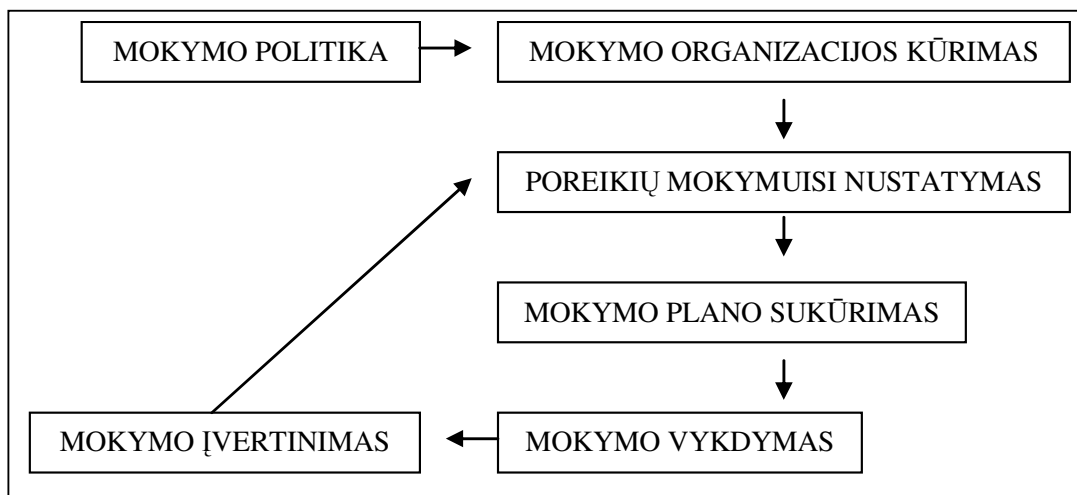 MOKYMO POLITIKA
MOKYMO ORGANIZACIJOS KŪRIMAS
POREIKIŲ MOKYMUISI NUSTATYMAS
MOKYMO PLANO SUKŪRIMAS
MOKYMO VYKDYMAS
MOKYMO ĮVERTINIMAS